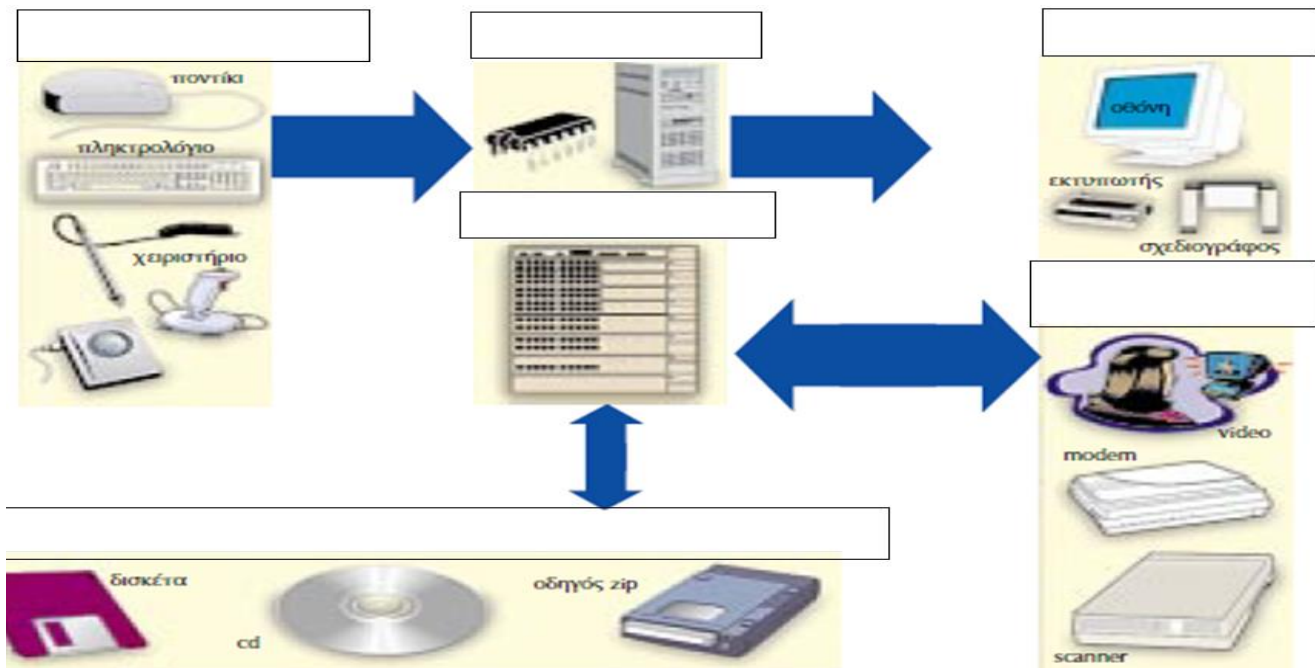 ποντίκι
πληκτρολόγιο
χειριστήριο
οθόνη
εκτυπωτής
σχεδιογράφος
video
modem
scanner
δισκέτα
cd
οδηγός zip